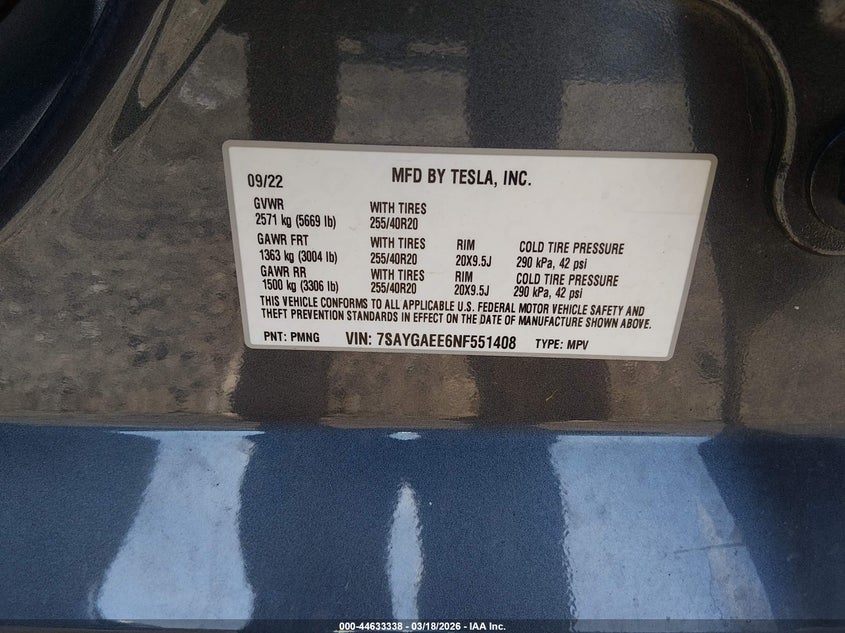 09/22 MFD BY TESLA, INC.
GVWR WITH TIRES
2571 kg (5669 lb) 255/40R20
GAWR FRT WITH TIRES RIM COLD TIRE PRESSURE
1363 kg (3004 lb) 255/40R20 20X9.5J 290 kPa, 42 psi
GAWR RR WITH TIRES RIM COLD TIRE PRESSURE
1500 kg (3306 lb) 255/40R20 20X9.5J 290 kPa, 42 psi
THIS VEHICLE CONFORMS TO ALL APPLICABLE U.S. FEDERAL MOTOR VEHICLE SAFETY AND
THEFT PREVENTION STANDARDS IN EFFECT ON THE DATE OF MANUFACTURE SHOWN ABOVE.
PNT: PMNG VIN: 7SAYGAEE6NF551408 TYPE: MPV
000-44633338 - 03/18/2026 - IAA Inc.